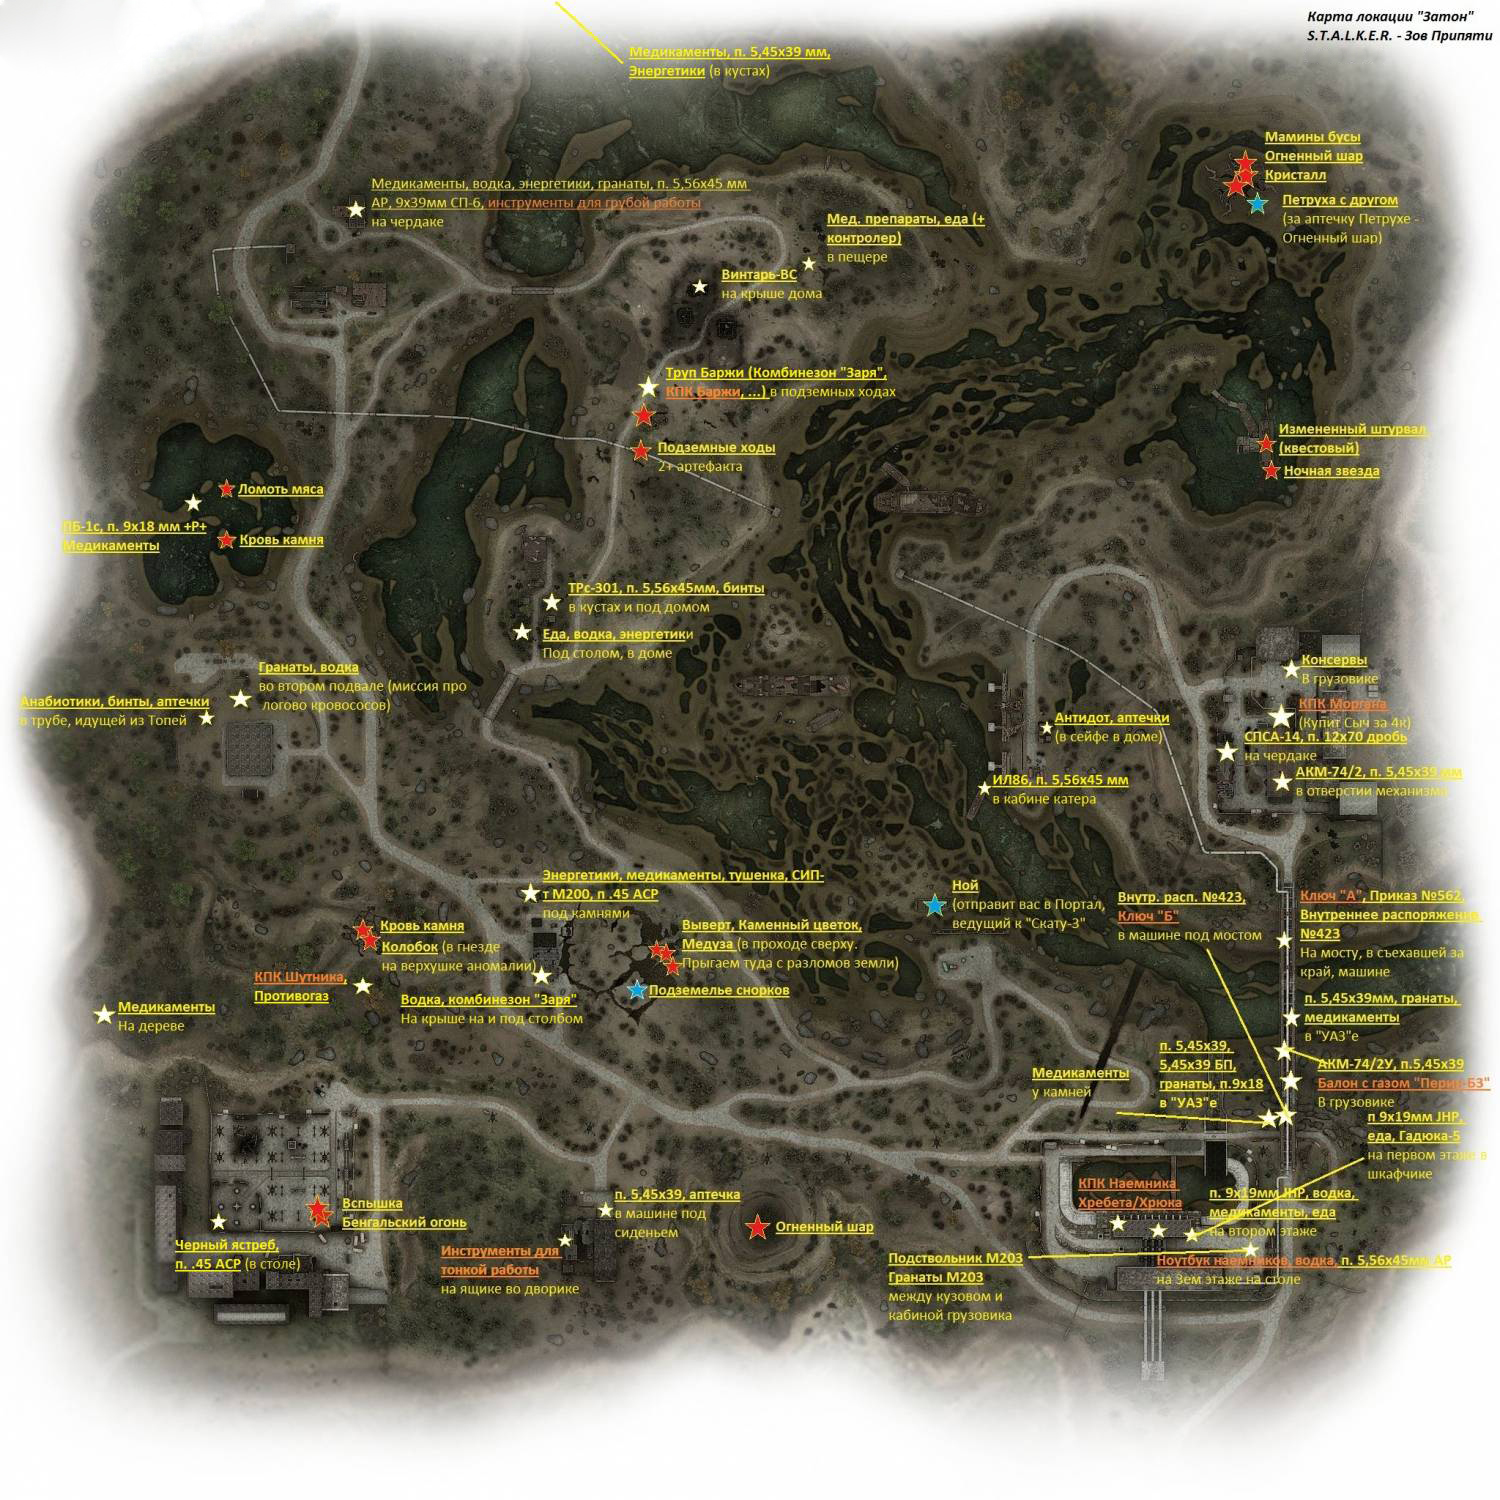 Карта локации "Затон"
S.T.A.L.K.E.R. - Зов Припяти
Медикаменты, п. 5,45х39 мм,
Энергетики (в кустах)
Мамины бусы
Огненный шар
Кристалл
Петруха с другом
(за аптечку Петрухе -
Огненный шар)
Медикаменты, вода, энергетики, гранаты, п. 5,56х45 мм
АР, 9х39мм СП-6, инструменты для грубой работы
на чердаке
Мед. препараты, еда (+
контролер)
в пещере
Винтарь-ВС
на крыше дома
Труп Баржи (Комбинезон "Заря",
КПК Баржи, ...) в подземных ходах
Подземные ходы
2+ артефакта
Измененный штурвал
(квестовый)
Ночная звезда
Ломоть мяса
ПБ-1с, п. 9х18 мм +Р+
Медикаменты
Кровь камня
ТРс-301, п. 5,56х45мм, бинты
в кустах и под домом
Еда, водка, энергетики
Под столом, в доме
Гранаты, водка
во втором подвале (миссия про
логово кровососов)
Анабиотики, бинты, аптечки
в трубе, идущей из Топей
Консервы
В грузовике
КПК Моргана
(Купит Сыч за 4к)
СПСА-14, п. 12х70 дробь
на чердаке
АКМ-74/2, п. 5,45х39 мм
в отверстии механизма
Антидот, аптечки
(в сейфе в доме)
ИЛ86, п. 5,56х45 мм
в кабине катера
Энергетики, медикаменты, тушенка, СИП-
т М200, п .45 АСР
под камнями
Ной
(отправит вас в Портал,
ведущий к "Скату-3"
Внутр. расп. №423,
Ключ "Б"
в машине под мостом
Ключ "А", Приказ №562,
Внутреннее распоряжение
№423
На мосту, в съехавшей за
край, машине
Кровь камня
Колобок (в гнезде
на верхушке аномалии)
Выверт, Каменный цветок,
Медуза (в проходе сверху.
Прыгаем туда с разломов земли)
КПК Шутника,
Противогаз
Водка, комбинезон "Заря"
На крыше на и под столбом
Подземелье снорков
Медикаменты
На дереве
п. 5,45х39мм, гранаты,
медикаменты
в "УАЗ"е
п. 5,45х39,
5,45х39 БП,
гранаты, п.9х18
в "УАЗ"е
Медикаменты
у камней
АКМ-74/2У, п.5,45х39
Балон с газом "Перин-БЗ"
В грузовике
п 9х19мм JHP,
еда, Гадюка-5
на первом этаже в
шкафчике
КПК Наемника
Хребета/Хрюка
п. 9х19мм JHP, водка,
медикаменты, еда
на втором этаже
Ноутбук наемников, водка, п. 5,56х45мм АР
на 3ем этаже на столе
Подствольник М203
Гранаты М203
между кузовом и
кабиной грузовика
п. 5,45х39, аптечка
в машине под
сиденьем
Огненный шар
Вспышка
Бенгальский огонь
Черный ястреб,
п. .45 АСР (в столе)
Инструменты для
тонкой работы
на ящике во дворике